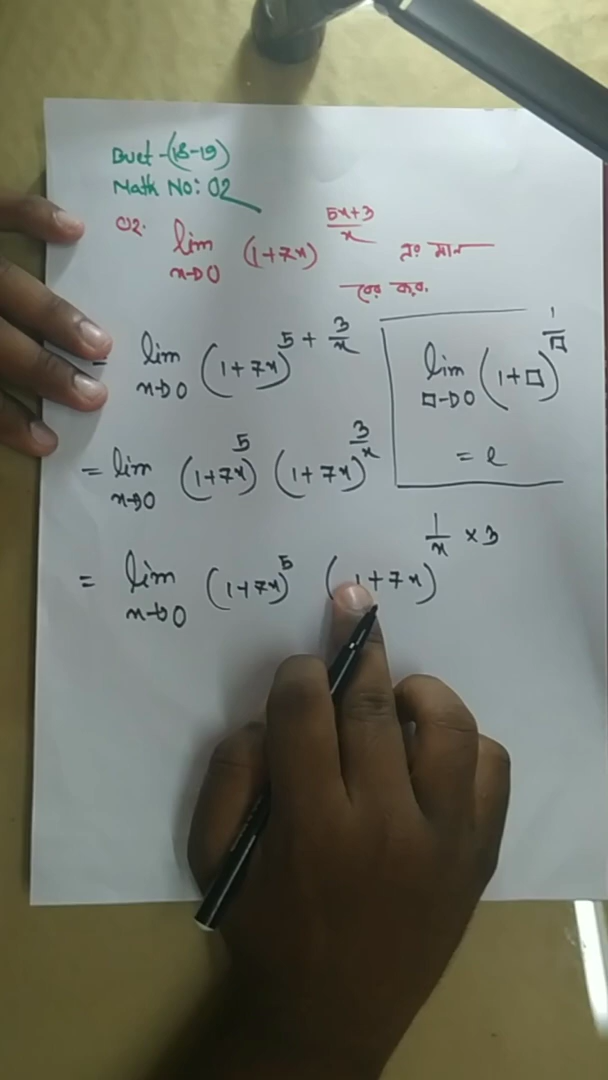 Buet-(18-19)
Math No: 02
02. lim x→0 (1+7x)^((5x+3)/x) এর মান
বের কর.
= lim x→0 (1+7x)^(5 + 3/x)
lim □→0 (1+□)^(1/□)
= e
= lim x→0 (1+7x)^5 (1+7x)^(3/x)
= lim x→0 (1+7x)^5 (1+7x)^(1/x × 3)